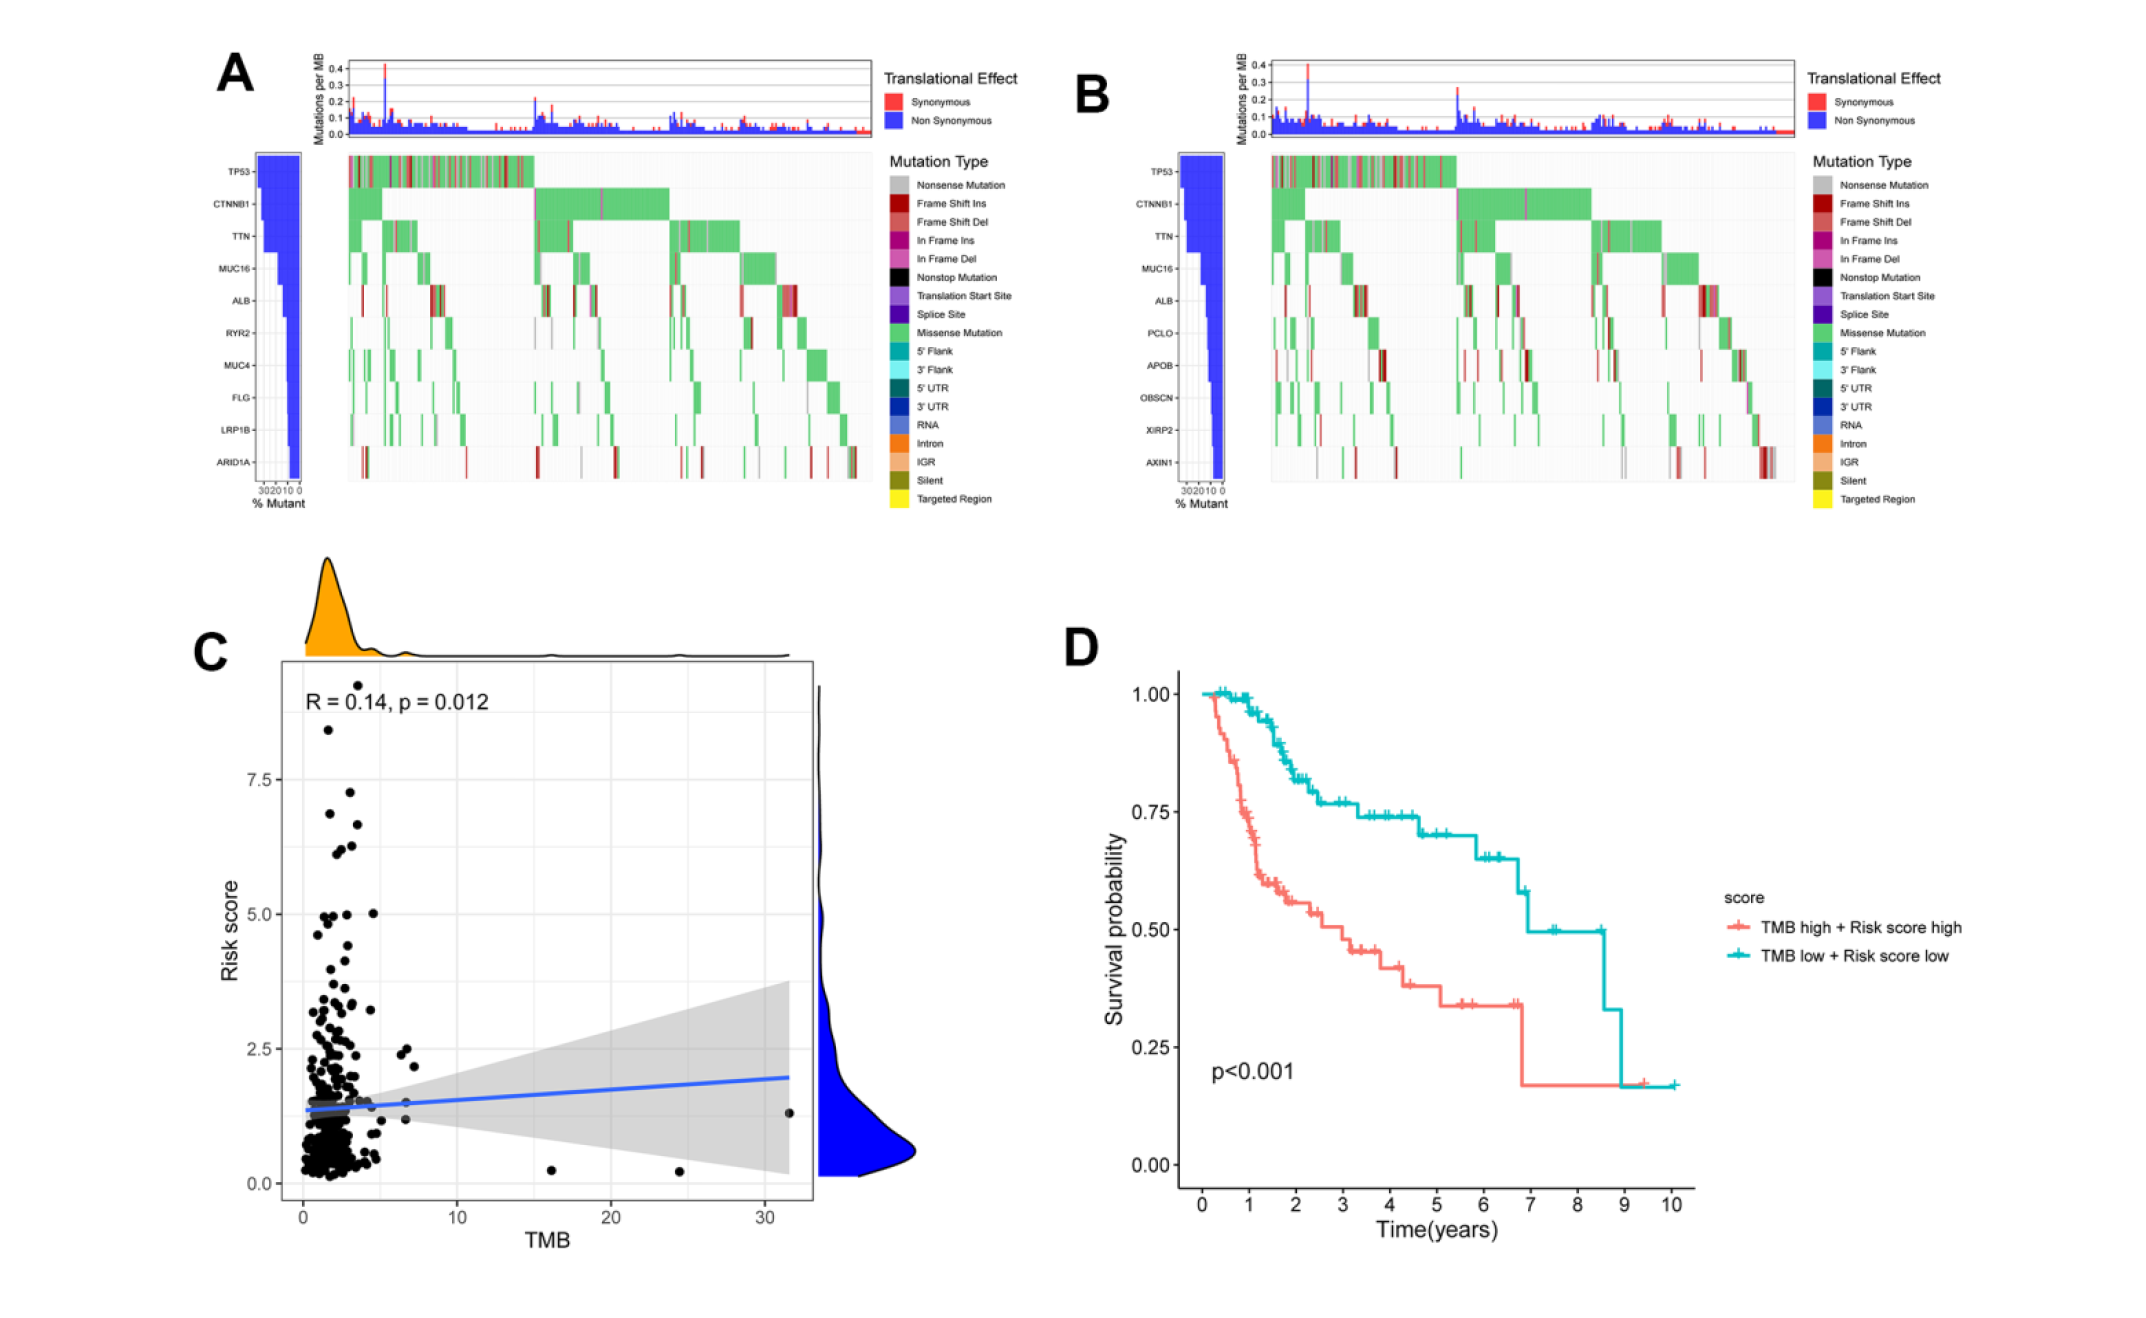 A
Mutations per MB
0.4
0.3
0.2
0.1
0.0
Translational Effect
Synonymous
Non Synonymous
TP53
CTNNB1
TTN
MUC16
ALB
RYR2
MUC4
FLG
LRP1B
ARID1A
30 20 10 0
% Mutant
Mutation Type
Nonsense Mutation
Frame Shift Ins
Frame Shift Del
In Frame Ins
In Frame Del
Nonstop Mutation
Translation Start Site
Splice Site
Missense Mutation
5' Flank
3' Flank
5' UTR
3' UTR
RNA
Intron
IGR
Silent
Targeted Region
B
Mutations per MB
0.4
0.3
0.2
0.1
0.0
Translational Effect
Synonymous
Non Synonymous
TP53
CTNNB1
TTN
MUC16
ALB
PCLO
APOB
OBSCN
XIRP2
AXIN1
30 20 10 0
% Mutant
Mutation Type
Nonsense Mutation
Frame Shift Ins
Frame Shift Del
In Frame Ins
In Frame Del
Nonstop Mutation
Translation Start Site
Splice Site
Missense Mutation
5' Flank
3' Flank
5' UTR
3' UTR
RNA
Intron
IGR
Silent
Targeted Region
C
R = 0.14, p = 0.012
Risk score
7.5
5.0
2.5
0.0
0 10 20 30
TMB
D
Survival probability
1.00
0.75
0.50
0.25
0.00
p<0.001
0 1 2 3 4 5 6 7 8 9 10
Time(years)
score
TMB high + Risk score high
TMB low + Risk score low